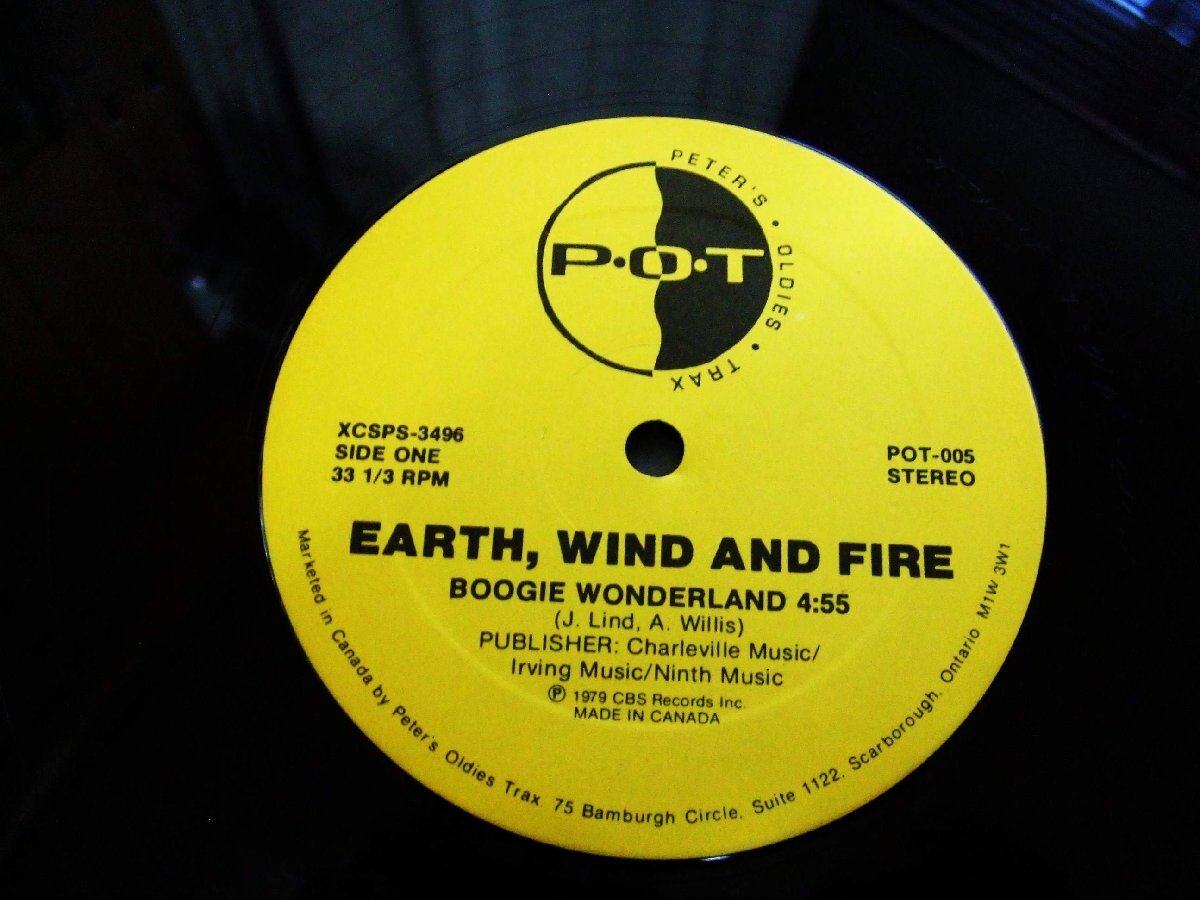 PETER'S • OLDIES • TRAX
P•O•T
XCSPS-3496
SIDE ONE
33 1/3 RPM
POT-005
STEREO
EARTH, WIND AND FIRE
BOOGIE WONDERLAND 4:55
(J. Lind, A. Willis)
PUBLISHER: Charleville Music/
Irving Music/Ninth Music
Ⓟ 1979 CBS Records Inc.
MADE IN CANADA
Marketed in Canada by Peter's Oldies Trax, 75 Bamburgh Circle, Suite 1122, Scarborough, Ontario M1W 3W1